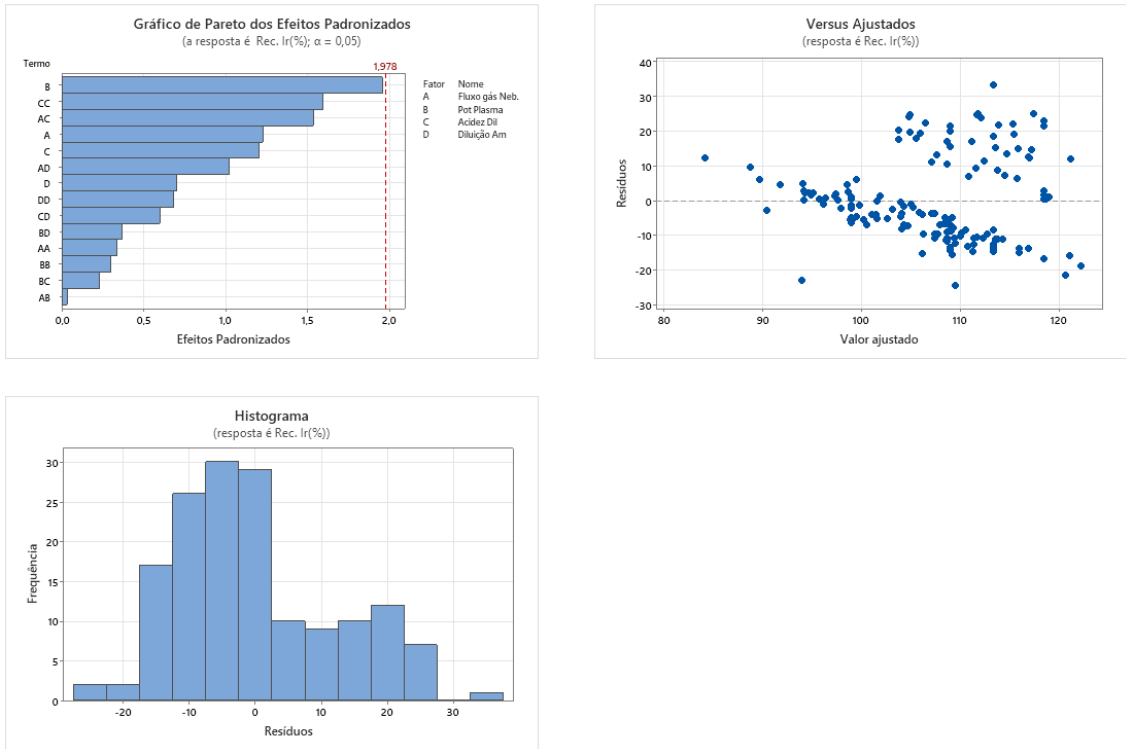 Gráfico de Pareto dos Efeitos Padronizados
(a resposta é Rec. Ir(%); α = 0,05)
Termo
1,978
B
CC
AC
A
C
AD
D
DD
CD
BD
AA
BB
BC
AB
0,0 0,5 1,0 1,5 2,0
Efeitos Padronizados
Fator Nome
A Fluxo gás Neb.
B Pot Plasma
C Acidez Dil
D Diluição Am
Versus Ajustados
(resposta é Rec. Ir(%))
40
30
20
10
0
-10
-20
-30
Resíduos
80 90 100 110 120
Valor ajustado
Histograma
(resposta é Rec. Ir(%))
30
25
20
15
10
5
0
Frequência
-20 -10 0 10 20 30
Resíduos